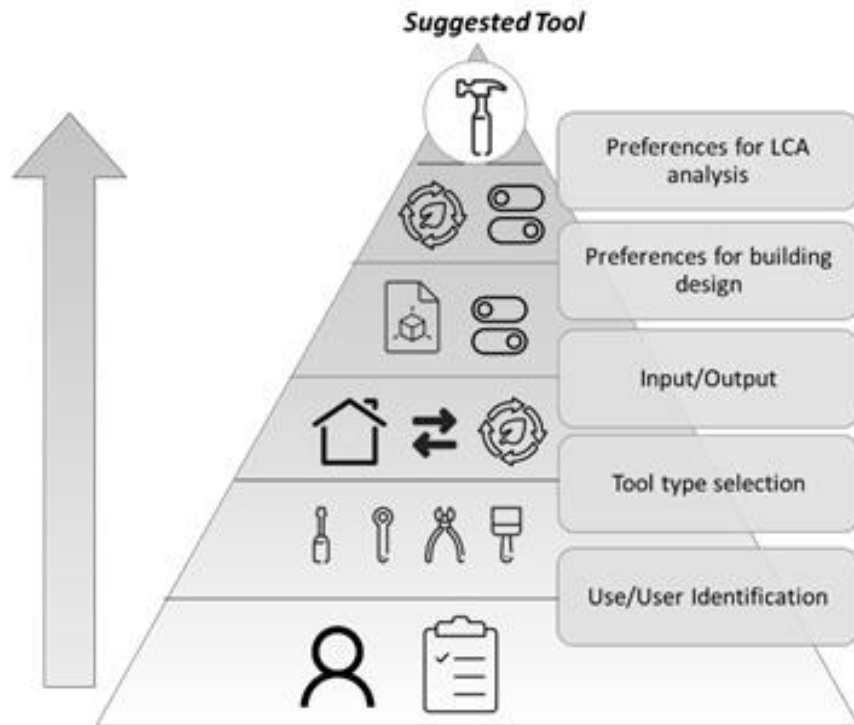 Suggested Tool
Preferences for LCA
analysis
Preferences for building
design
Input/Output
Tool type selection
Use/User Identification